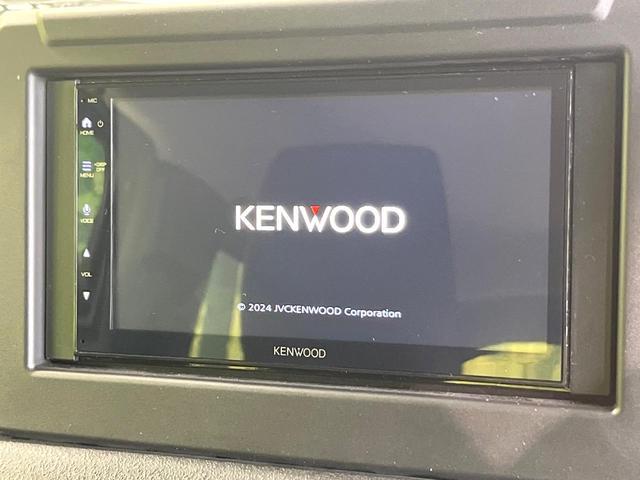 MIC
HOME
MENU
DISP
OFF
VOICE
VOL
KENWOOD
© 2024 JVCKENWOOD Corporation
KENWOOD